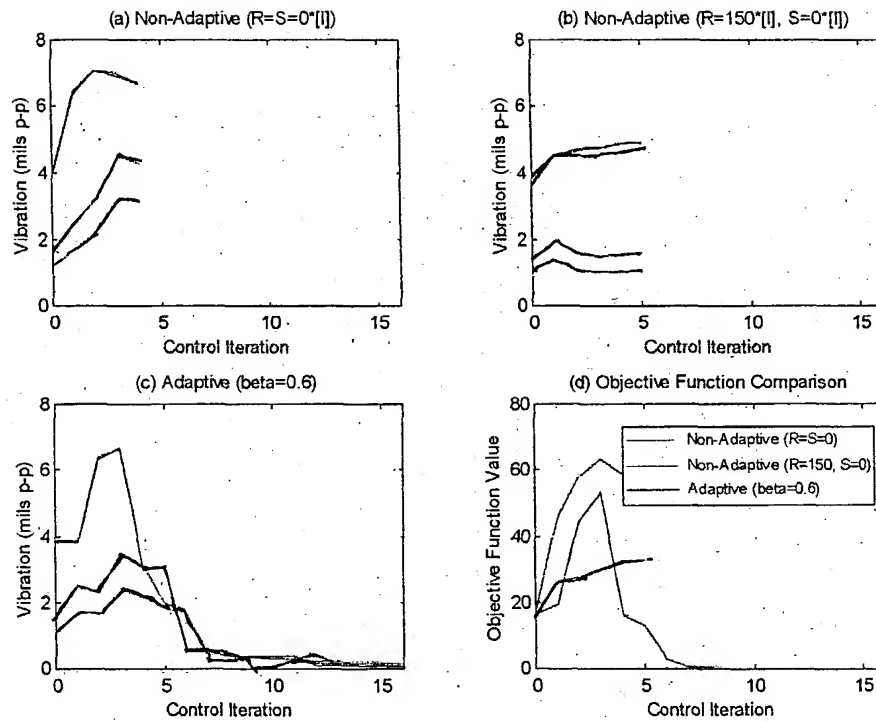 (a) Non-Adaptive (R=S=0*[I])
8
6
4
2
0
Vibration (mils p-p)
0 5 10 15
Control Iteration
(b) Non-Adaptive (R=150*[I], S=0*[I])
8
6
4
2
0
Vibration (mils p-p)
0 5 10 15
Control Iteration
(c) Adaptive (beta=0.6)
8
6
4
2
0
Vibration (mils p-p)
0 5 10 15
Control Iteration
(d) Objective Function Comparison
80
60
40
20
0
Objective Function Value
Non-Adaptive (R=S=0)
Non-Adaptive (R=150, S=0)
Adaptive (beta=0.6)
0 5 10 15
Control Iteration